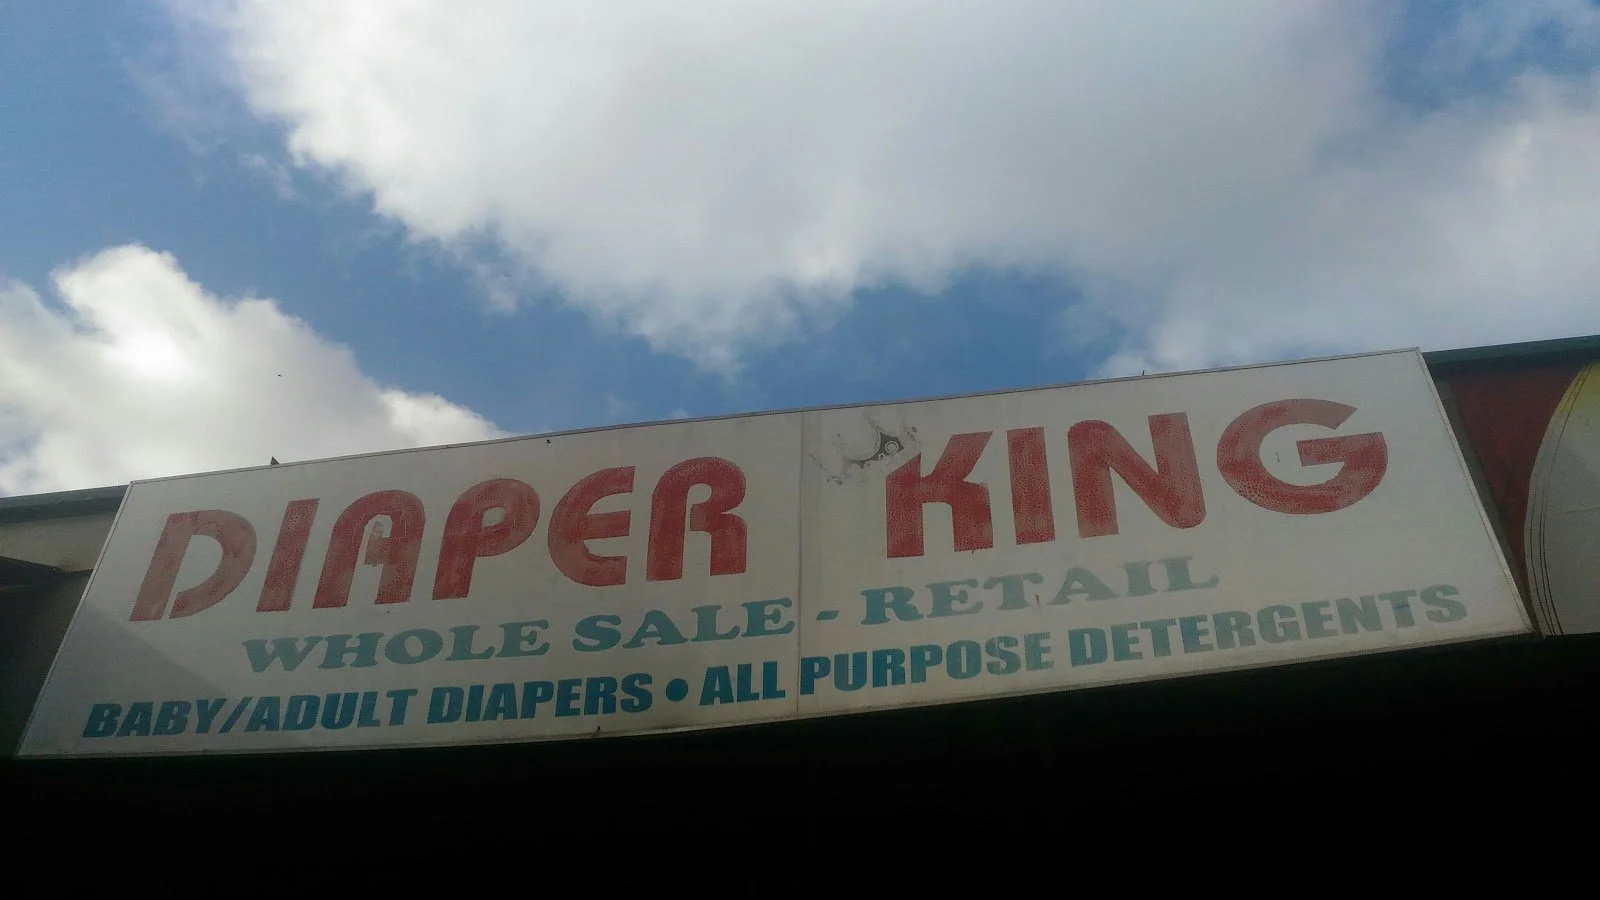 DIAPER KING
WHOLE SALE - RETAIL
BABY/ADULT DIAPERS • ALL PURPOSE DETERGENTS